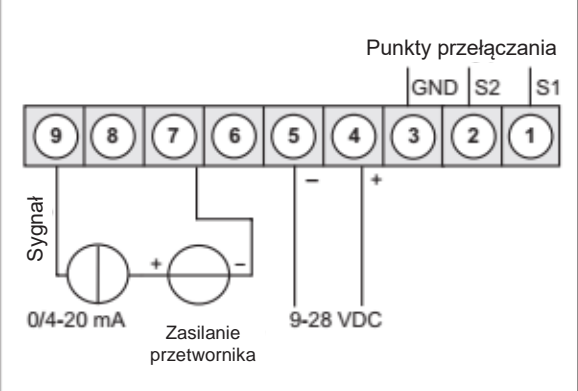 Punkty przełączania
GND S2 S1
9 8 7 6 5 4 3 2 1
– +
Sygnał
+ –
0/4-20 mA
Zasilanie
przetwornika
9-28 VDC